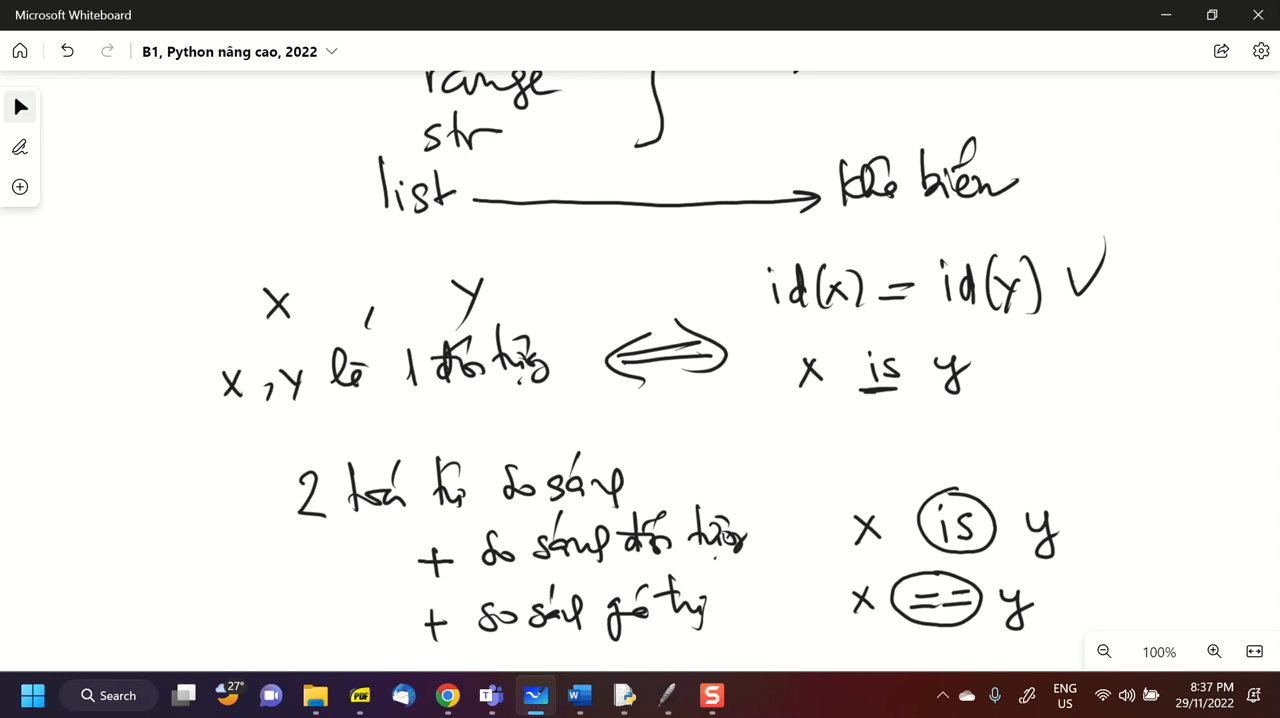 Microsoft Whiteboard
B1, Python nâng cao, 2022
range
str
list
khả biến
x , y
id(x) = id(y) ✓
x, y là 1 đối tượng
x is y
2 toán tử so sánh
+ so sánh đối tượng
x is y
+ so sánh giá trị
x == y
100%
27°
Search
PDF
ENG
US
8:37 PM
29/11/2022